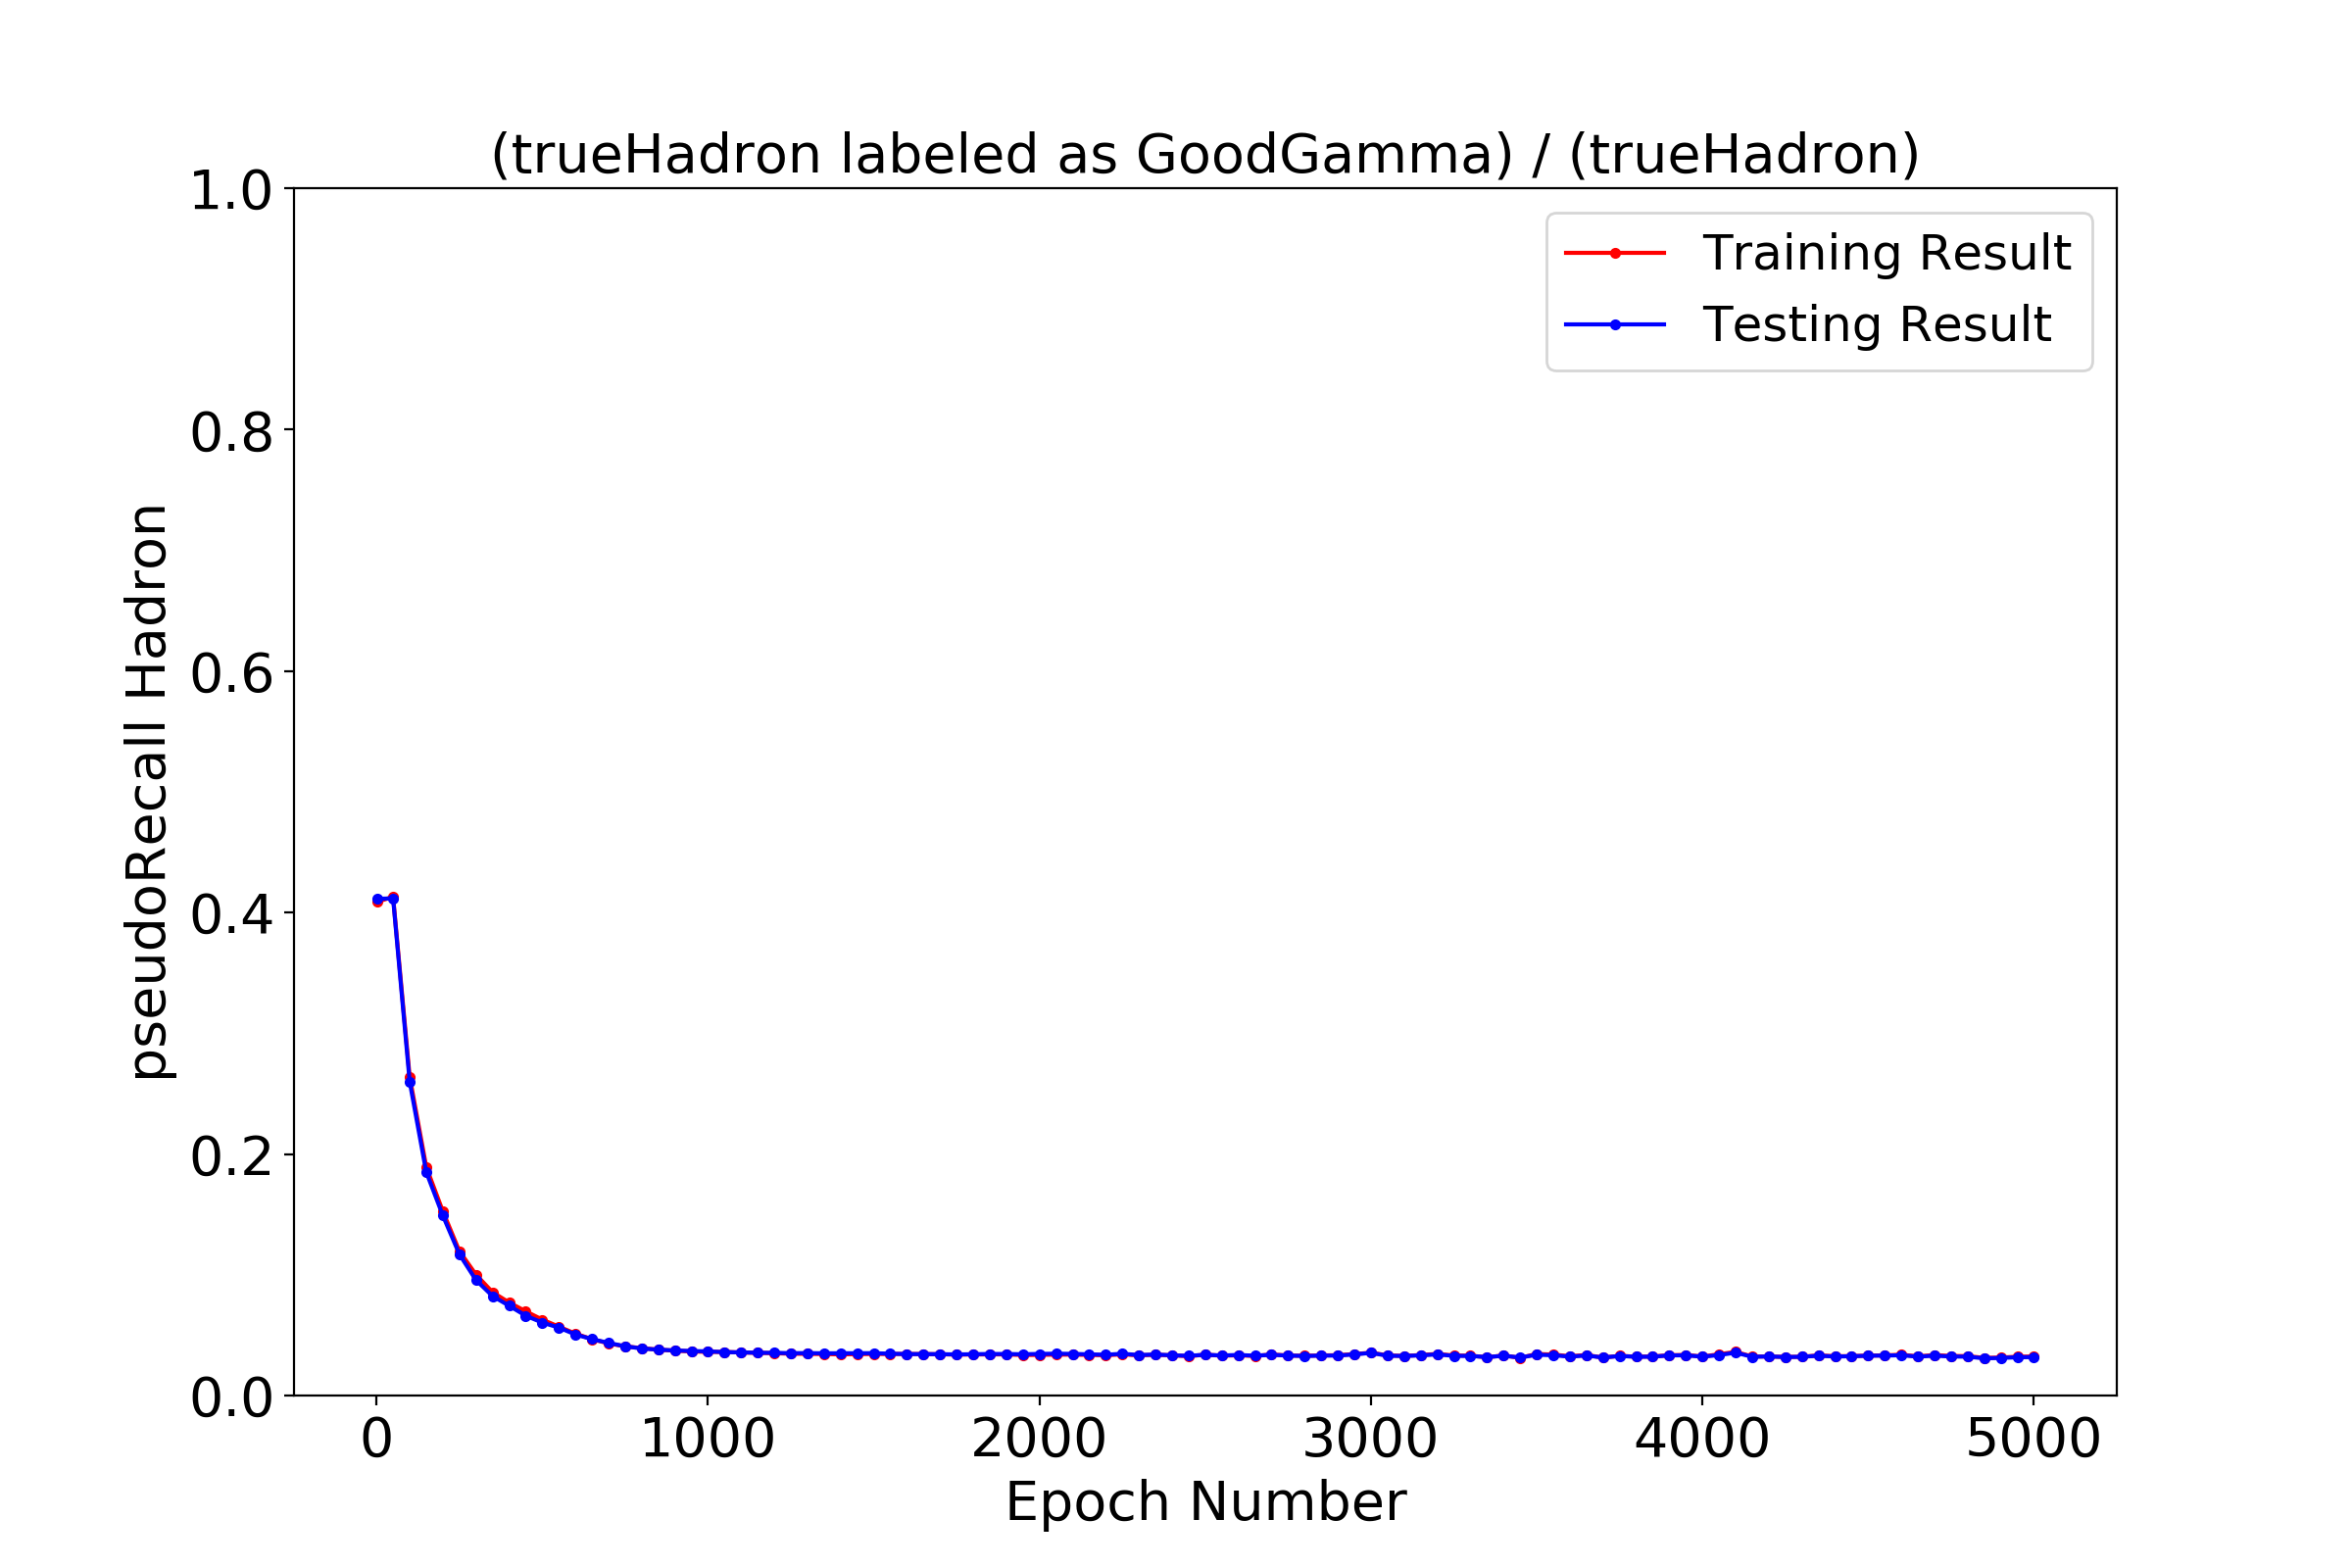 (trueHadron labeled as GoodGamma) / (trueHadron)
1.0
0.8
0.6
0.4
0.2
0.0
pseudoRecall Hadron
Training Result
Testing Result
0 1000 2000 3000 4000 5000
Epoch Number